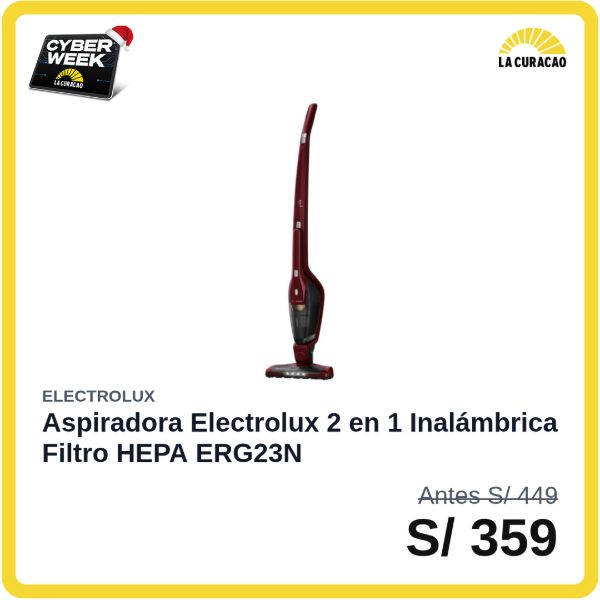 CYBER
WEEK
LA CURACAO
LA CURACAO
ELECTROLUX
Aspiradora Electrolux 2 en 1 Inalámbrica
Filtro HEPA ERG23N
Antes S/ 449
S/ 359